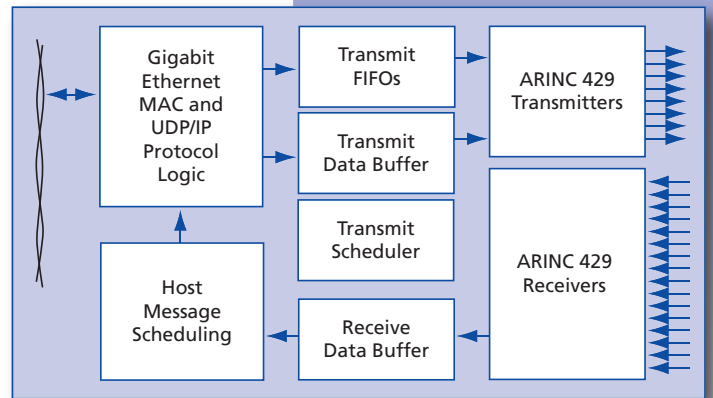 Gigabit
Ethernet
MAC and
UDP/IP
Protocol
Logic
Transmit
FIFOs
ARINC 429
Transmitters
Transmit
Data Buffer
Transmit
Scheduler
ARINC 429
Receivers
Host
Message
Scheduling
Receive
Data Buffer